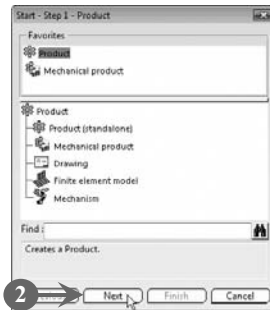 Start - Step 1 - Product
Favorites
Product
Mechanical product
Product
Product (standalone)
Mechanical product
Drawing
Finite element model
Mechanism
Find :
Creates a Product.
2
Next
Finish
Cancel